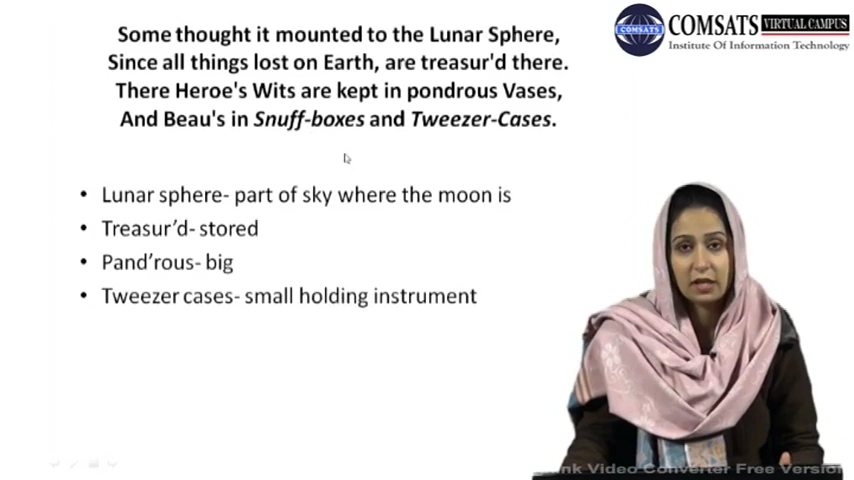 Some thought it mounted to the Lunar Sphere,
Since all things lost on Earth, are treasur'd there.
There Heroe's Wits are kept in pondrous Vases,
And Beau's in Snuff-boxes and Tweezer-Cases.
• Lunar sphere- part of sky where the moon is
• Treasur’d- stored
• Pand’rous- big
• Tweezer cases- small holding instrument
COMSATS
COMSATS VIRTUAL CAMPUS
Institute Of Information Technology
Video Converter Free Version